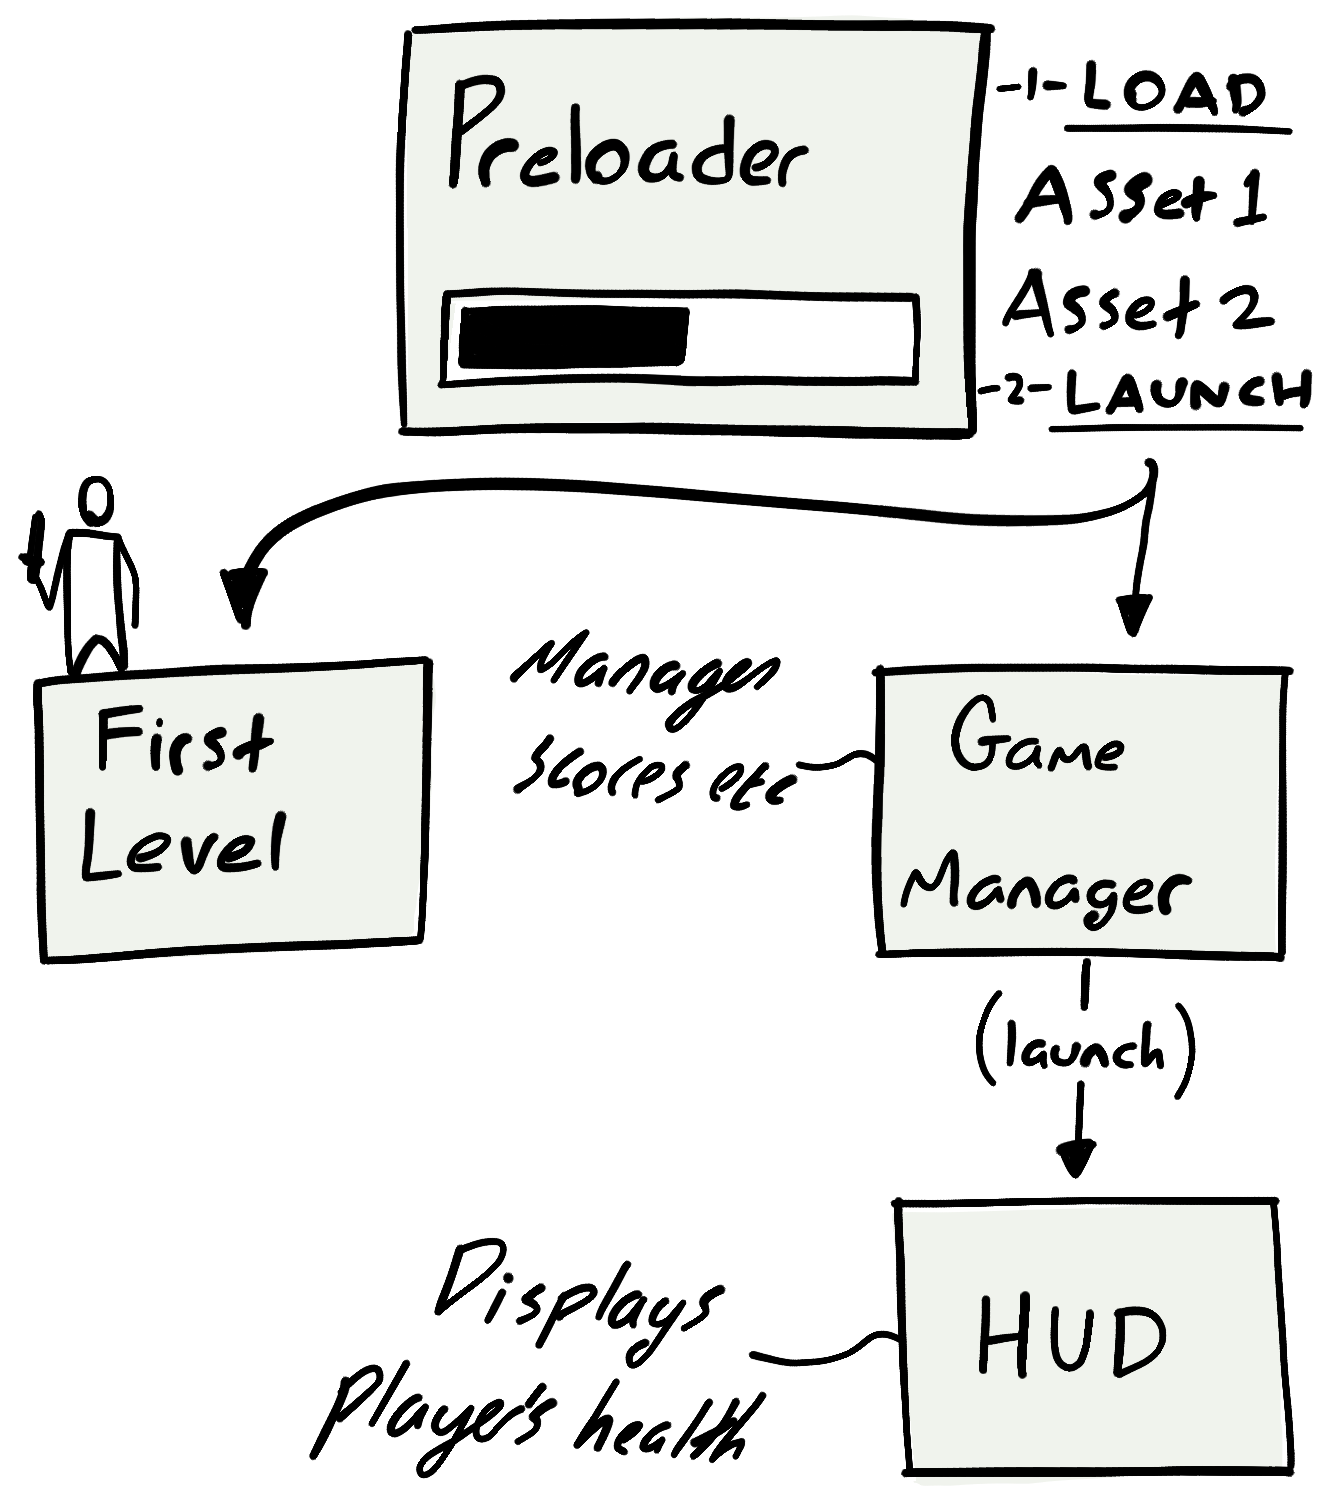 Preloader
-1- LOAD
Asset 1
Asset 2
-2- LAUNCH
First
Level
Manages
scores etc
Game
Manager
(launch)
HUD
Displays
player's health